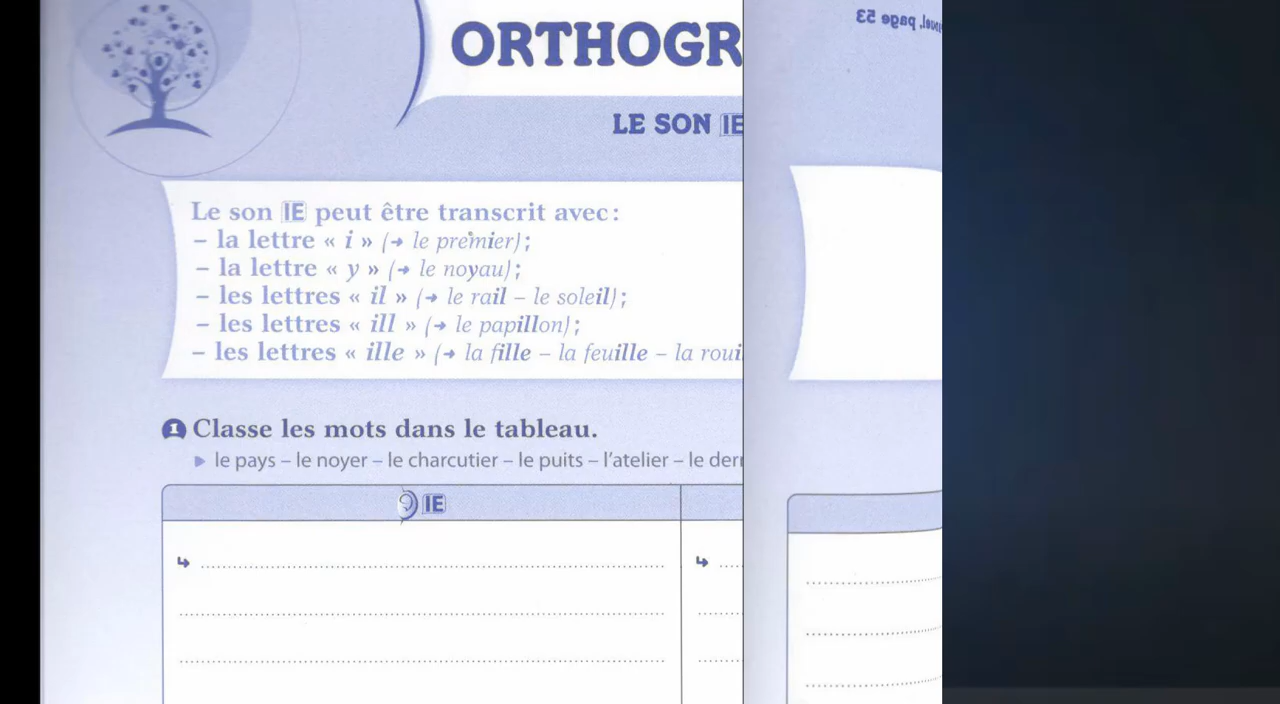 ORTHOGR
LE SON IE
Le son IE peut être transcrit avec :
– la lettre « i » (➜ le premier) ;
– la lettre « y » (➜ le noyau) ;
– les lettres « il » (➜ le rail – le soleil) ;
– les lettres « ill » (➜ le papillon) ;
– les lettres « ille » (➜ la fille – la feuille – la roui
1 Classe les mots dans le tableau.
le pays – le noyer – le charcutier – le puits – l'atelier – le der
IE
page 53